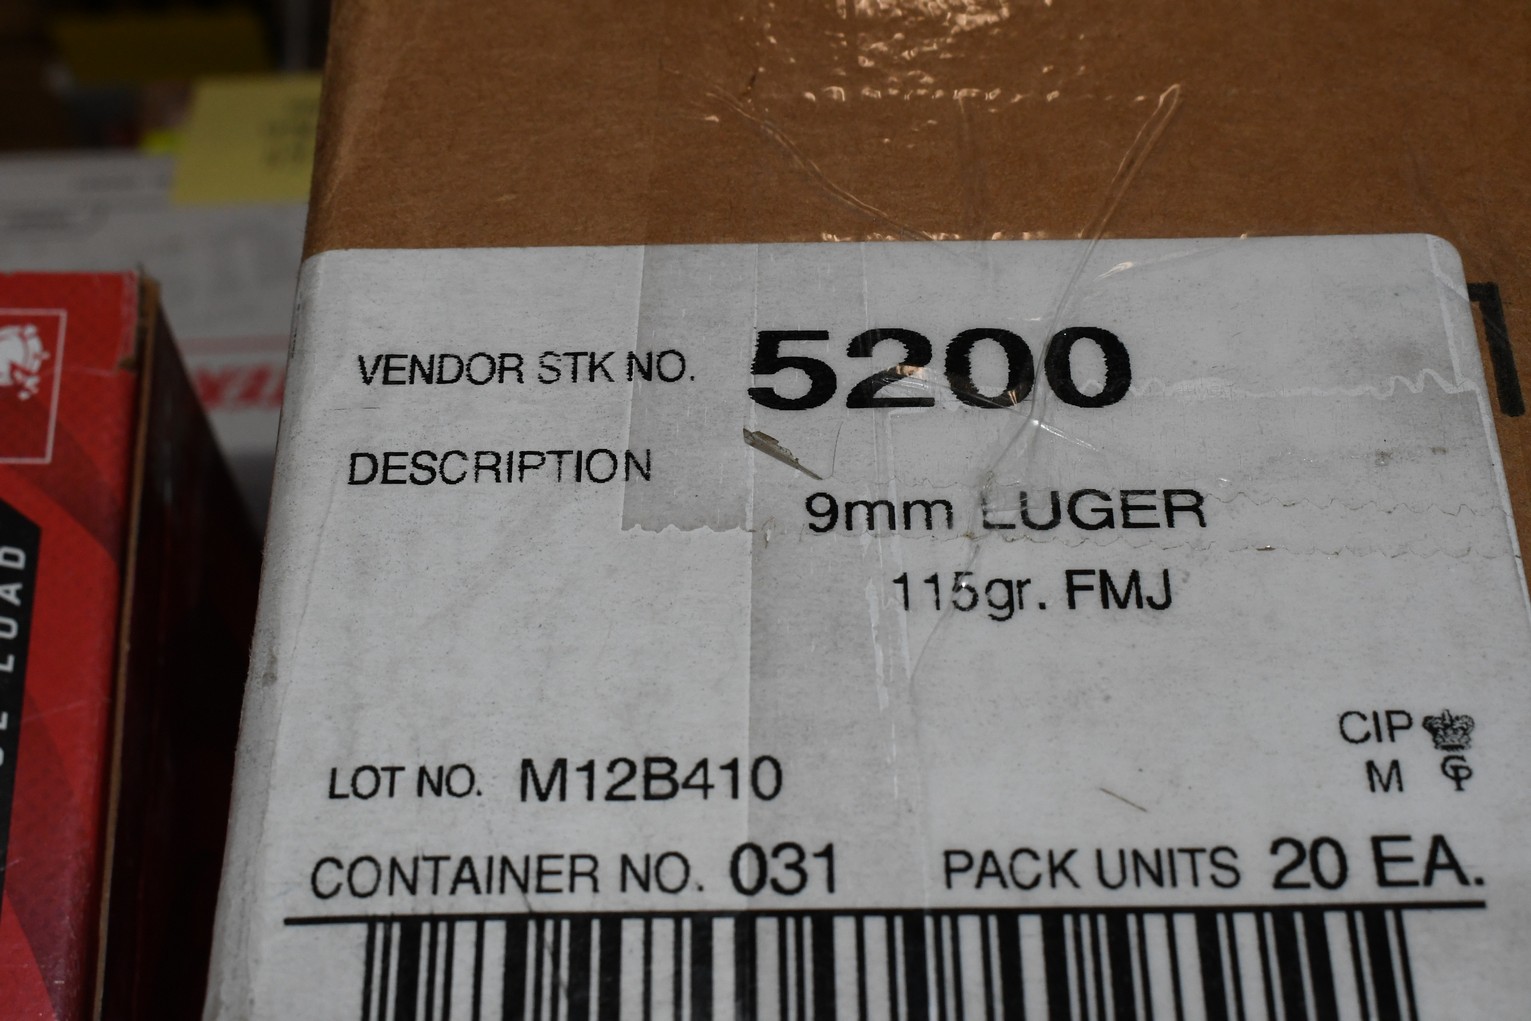 VENDOR STK NO. 5200
DESCRIPTION
9mm LUGER
115gr. FMJ
CIP
M
LOT NO. M12B410
CONTAINER NO. 031 PACK UNITS 20 EA.
LOAD